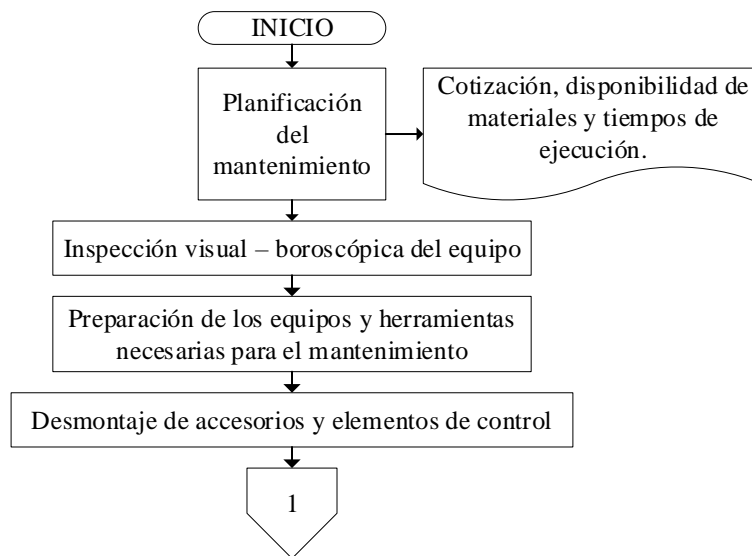 INICIO
Planificación
del
mantenimiento
Cotización, disponibilidad de
materiales y tiempos de
ejecución.
Inspección visual – boroscópica del equipo
Preparación de los equipos y herramientas
necesarias para el mantenimiento
Desmontaje de accesorios y elementos de control
1